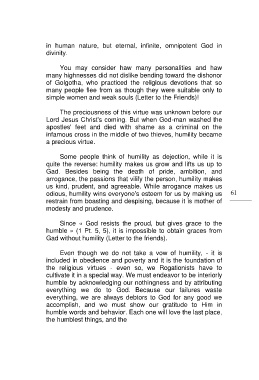 in human nature, but eternal, infinite, omnipotent God in
divinity.
You may consider haw many personalities and haw
many highnesses did not dislike bending toward the dishonor
of Golgotha, who practiced the religious devotions that so
many people flee from as though they were suitable only to
simple women and weak souls (Letter to the Friends)!
The preciousness of this virtue was unknown before our
Lord Jesus Christ's coming. But when God-man washed the
apostles' feet and died with shame as a criminal on the
infamous cross in the middle of two thieves, humility became
a precious virtue.
Some people think of humility as dejection, while it is
quite the reverse: humility makes us grow and lifts us up to
Gad. Besides being the death of pride, ambition, and
arrogance, the passions that vilify the person, humility makes
us kind, prudent, and agreeable. While arrogance makes us
odious, humility wins everyone's esteem for us by making us
restrain from boasting and despising, because it is mother of
modesty and prudence.
61
Since « God resists the proud, but gives grace to the
humble » (1 Pt. 5, 5), it is impossible to obtain graces from
Gad without humility (Letter to the friends).
Even though we do not take a vow of humility, - it is
included in obedience and poverty and it is the foundation of
the religious virtues - even so, we Rogationists have to
cultivate it in a special way. We must endeavor to be interiorly
humble by acknowledging our nothingness and by attributing
everything we do to God. Because our failures waste
everything, we are always debtors to God for any good we
accomplish, and we must show our gratitude to Him in
humble words and behavior. Each one will love the last place,
the humblest things, and the